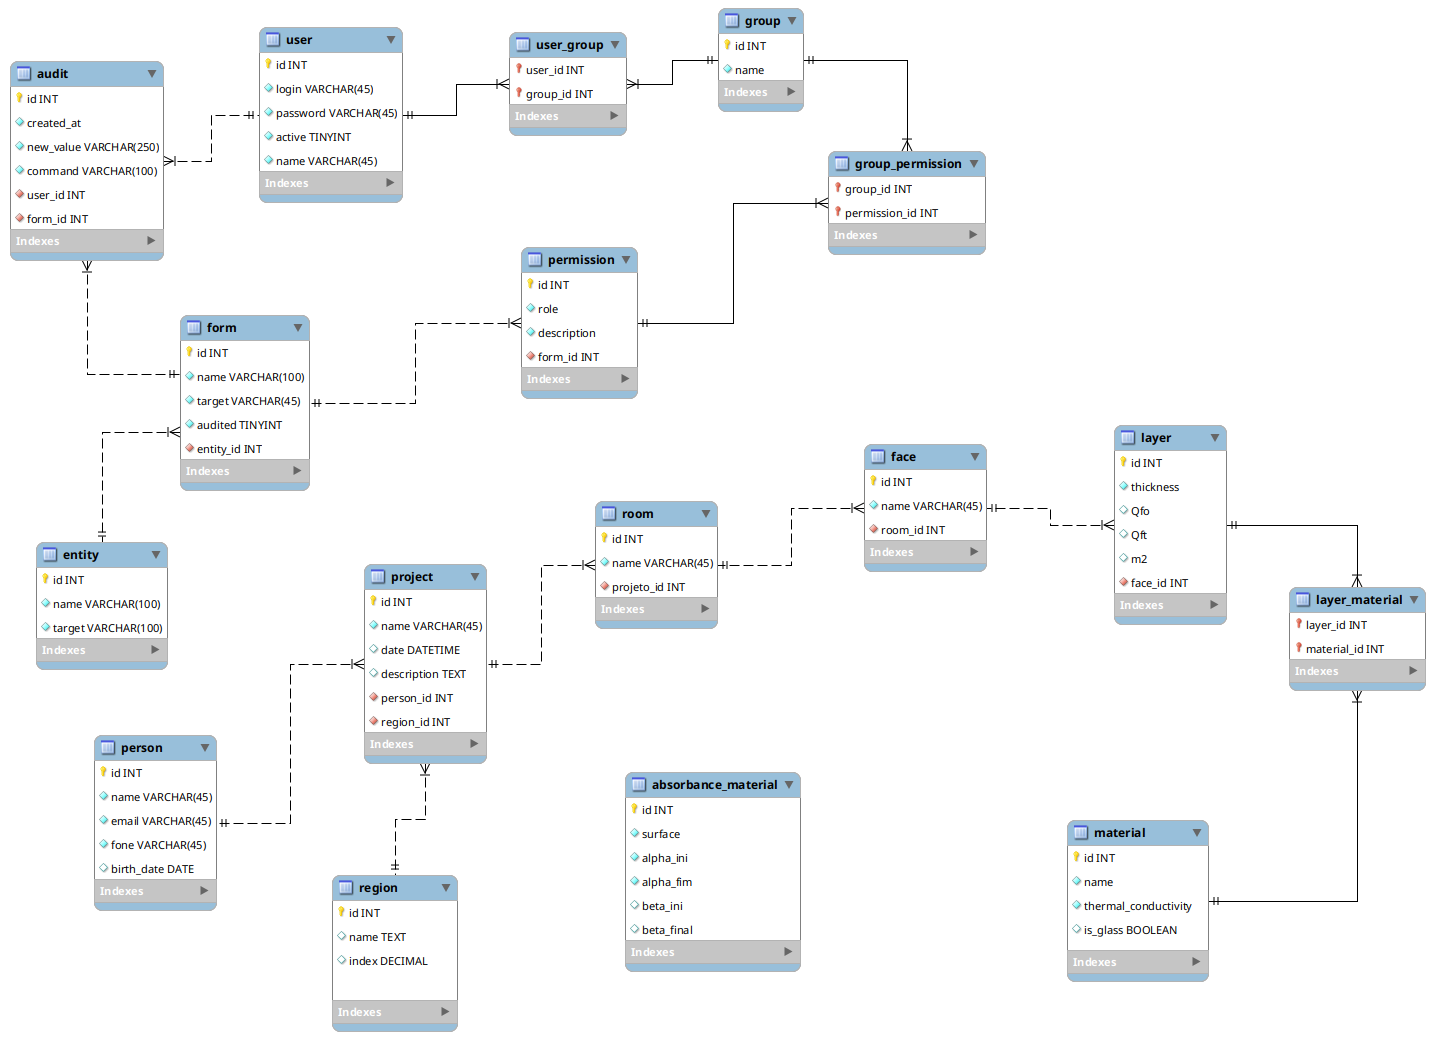 audit
id INT
created_at
new_value VARCHAR(250)
command VARCHAR(100)
user_id INT
form_id INT
Indexes
user
id INT
login VARCHAR(45)
password VARCHAR(45)
active TINYINT
name VARCHAR(45)
Indexes
user_group
user_id INT
group_id INT
Indexes
group
id INT
name
Indexes
group_permission
group_id INT
permission_id INT
Indexes
permission
id INT
role
description
form_id INT
Indexes
form
id INT
name VARCHAR(100)
target VARCHAR(45)
audited TINYINT
entity_id INT
Indexes
entity
id INT
name VARCHAR(100)
target VARCHAR(100)
Indexes
project
id INT
name VARCHAR(45)
date DATETIME
description TEXT
person_id INT
region_id INT
Indexes
room
id INT
name VARCHAR(45)
projeto_id INT
Indexes
face
id INT
name VARCHAR(45)
room_id INT
Indexes
layer
id INT
thickness
Qfo
Qft
m2
face_id INT
Indexes
layer_material
layer_id INT
material_id INT
Indexes
person
id INT
name VARCHAR(45)
email VARCHAR(45)
fone VARCHAR(45)
birth_date DATE
Indexes
region
id INT
name TEXT
index DECIMAL
Indexes
absorbance_material
id INT
surface
alpha_ini
alpha_fim
beta_ini
beta_final
Indexes
material
id INT
name
thermal_conductivity
is_glass BOOLEAN
Indexes